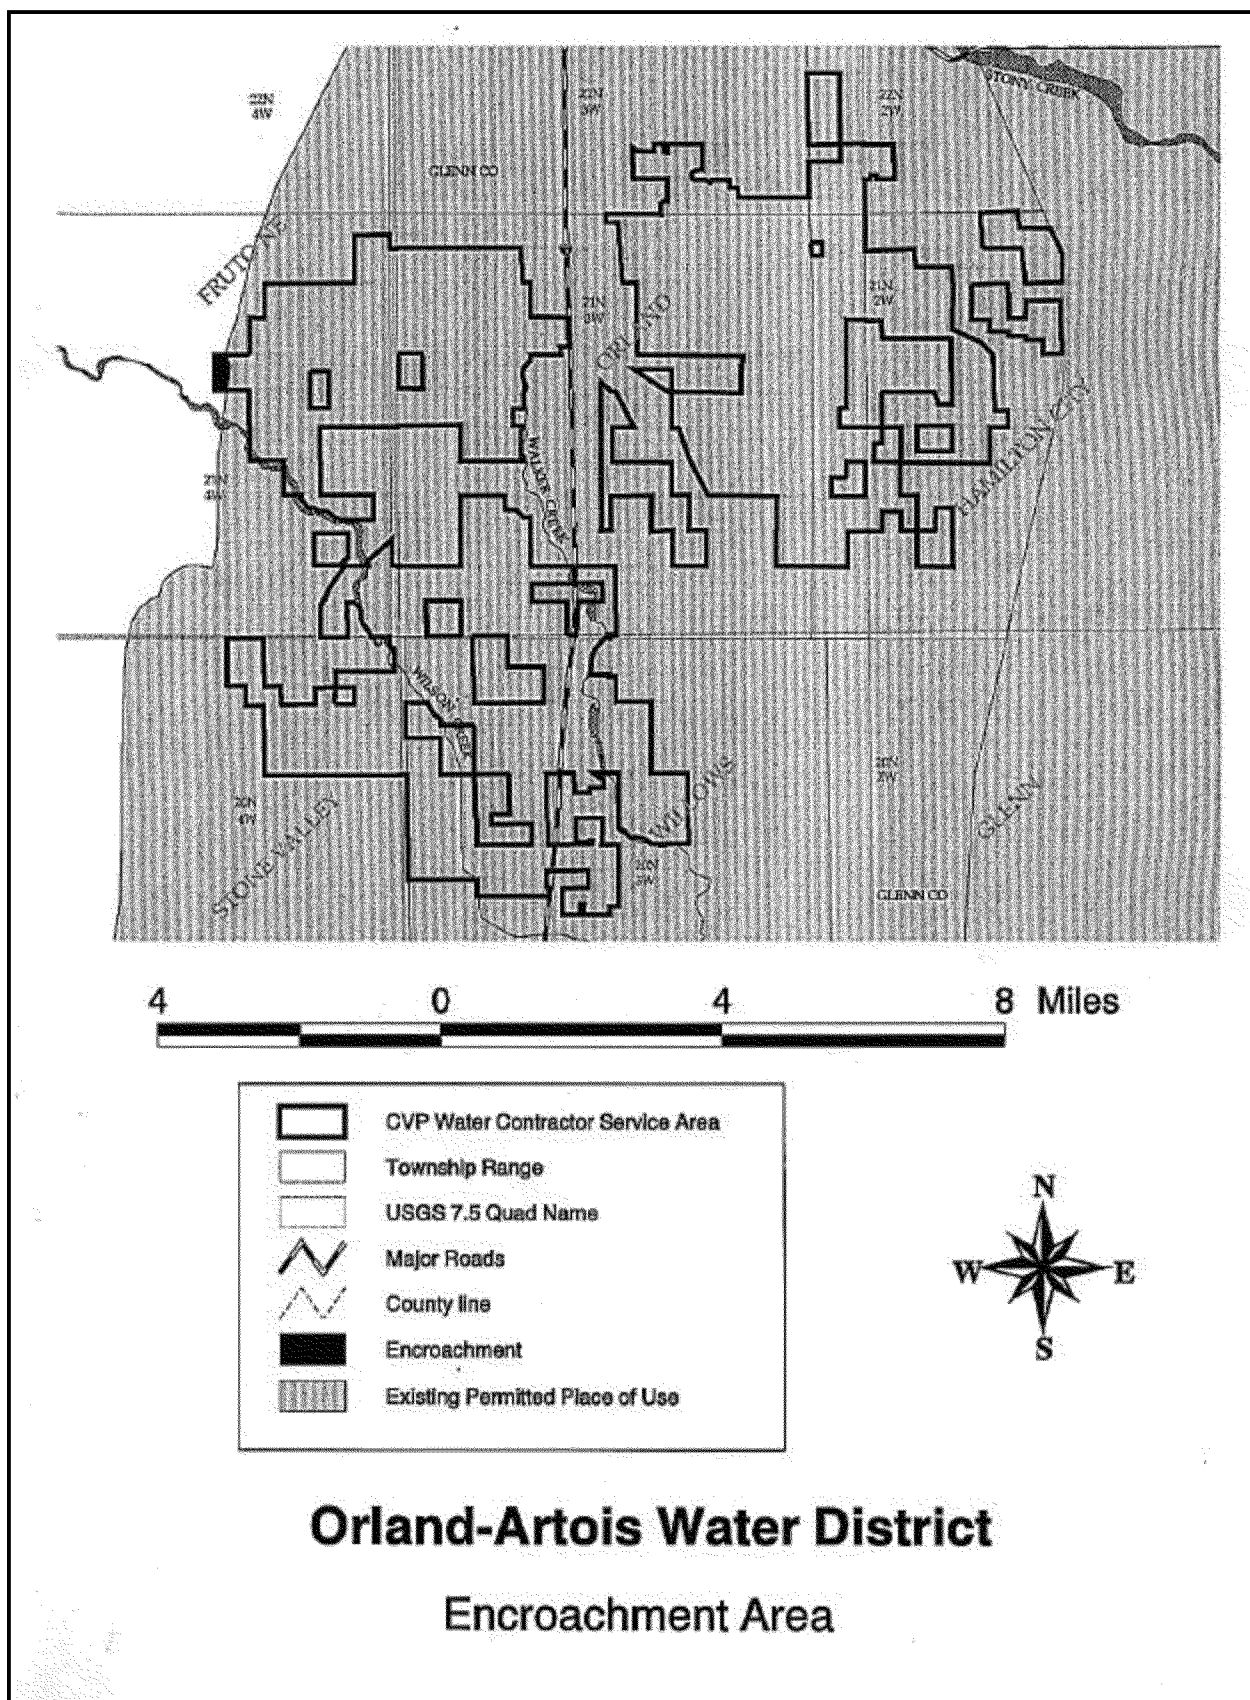 22N
4W
22N
3W
22N
2W
STONY CREEK
GLENN CO
FRUTO NE
21N
3W
ORLAND
21N
2W
HAMILTON CITY
WALKER CREEK
21N
4W
WILSON CREEK
20N
4W
STONE VALLEY
WILLOWS
20N
2W
GLENN
20N
3W
GLENN CO
4 0 4 8 Miles
CVP Water Contractor Service Area
Township Range
USGS 7.5 Quad Name
Major Roads
County line
Encroachment
Existing Permitted Place of Use
N
W E
S
Orland-Artois Water District
Encroachment Area